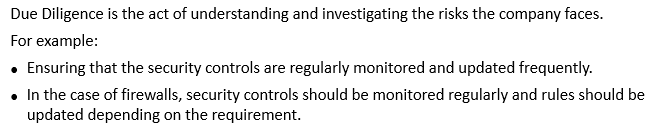 Due Diligence is the act of understanding and investigating the risks the company faces.
For example:
• Ensuring that the security controls are regularly monitored and updated frequently.
• In the case of firewalls, security controls should be monitored regularly and rules should be
updated depending on the requirement.